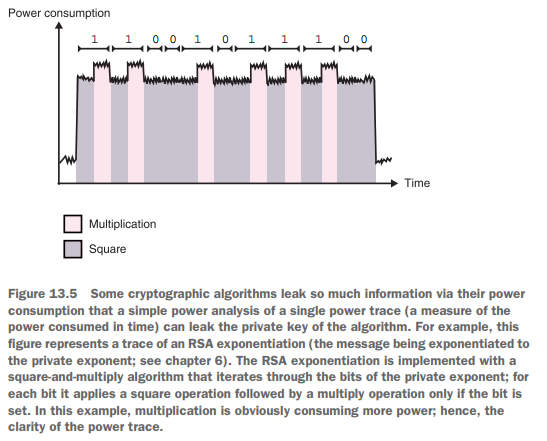 Power consumption
1 1 0 0 1 0 1 1 1 0 0
Time
Multiplication
Square
Figure 13.5 Some cryptographic algorithms leak so much information via their power
consumption that a simple power analysis of a single power trace (a measure of the
power consumed in time) can leak the private key of the algorithm. For example, this
figure represents a trace of an RSA exponentiation (the message being exponentiated to
the private exponent; see chapter 6). The RSA exponentiation is implemented with a
square-and-multiply algorithm that iterates through the bits of the private exponent; for
each bit it applies a square operation followed by a multiply operation only if the bit is
set. In this example, multiplication is obviously consuming more power; hence, the
clarity of the power trace.